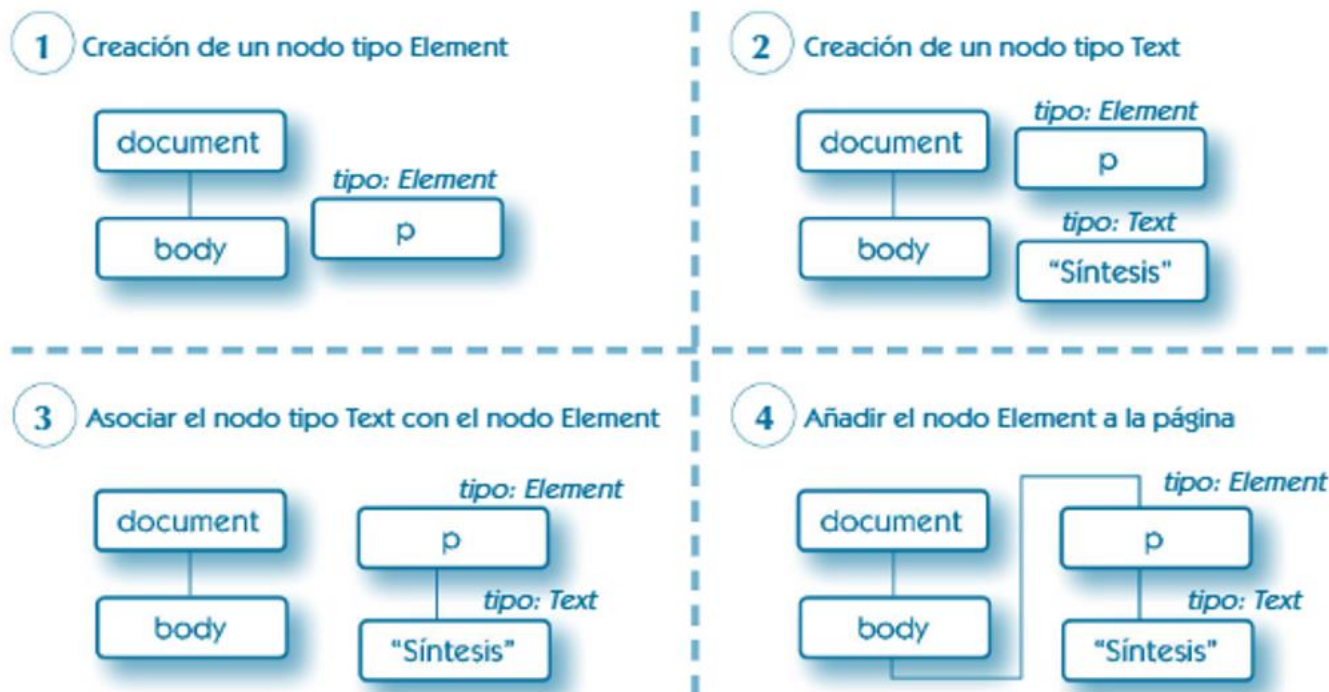 1 Creación de un nodo tipo Element
document
tipo: Element
p
body
2 Creación de un nodo tipo Text
tipo: Element
document
p
tipo: Text
body
“Síntesis”
3 Asociar el nodo tipo Text con el nodo Element
tipo: Element
document
p
tipo: Text
body
“Síntesis”
4 Añadir el nodo Element a la página
tipo: Element
document
p
tipo: Text
body
“Síntesis”